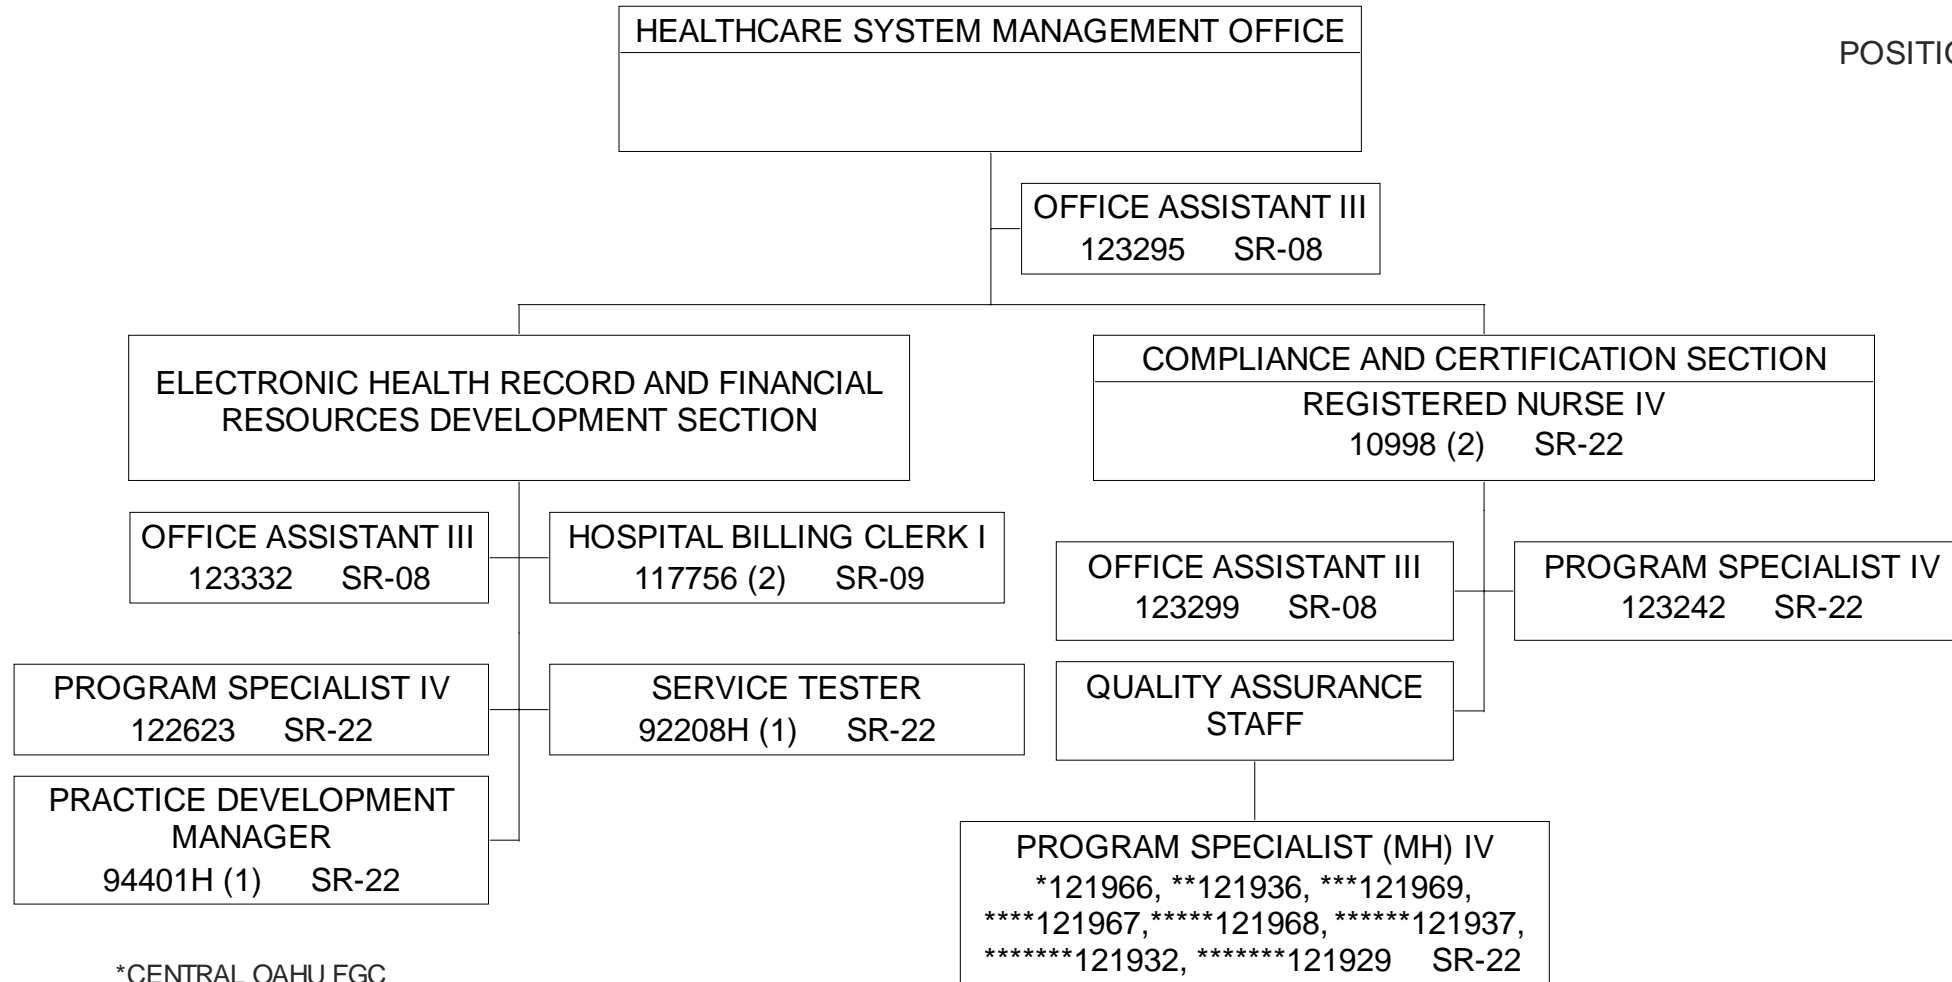 HEALTHCARE SYSTEM MANAGEMENT OFFICE
OFFICE ASSISTANT III
123295 SR-08
ELECTRONIC HEALTH RECORD AND FINANCIAL
RESOURCES DEVELOPMENT SECTION
COMPLIANCE AND CERTIFICATION SECTION
REGISTERED NURSE IV
10998 (2) SR-22
OFFICE ASSISTANT III
123332 SR-08
HOSPITAL BILLING CLERK I
117756 (2) SR-09
OFFICE ASSISTANT III
123299 SR-08
PROGRAM SPECIALIST IV
123242 SR-22
PROGRAM SPECIALIST IV
122623 SR-22
SERVICE TESTER
92208H (1) SR-22
QUALITY ASSURANCE
STAFF
PRACTICE DEVELOPMENT
MANAGER
94401H (1) SR-22
PROGRAM SPECIALIST (MH) IV
*121966, **121936, ***121969,
****121967,*****121968, ******121937,
*******121932, *******121929 SR-22
*CENTRAL OAHU FGC